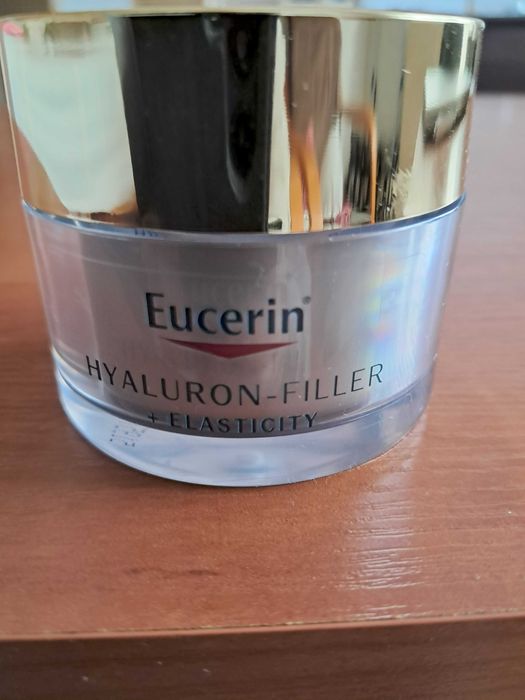 Eucerin®
HYALURON-FILLER
+ ELASTICITY